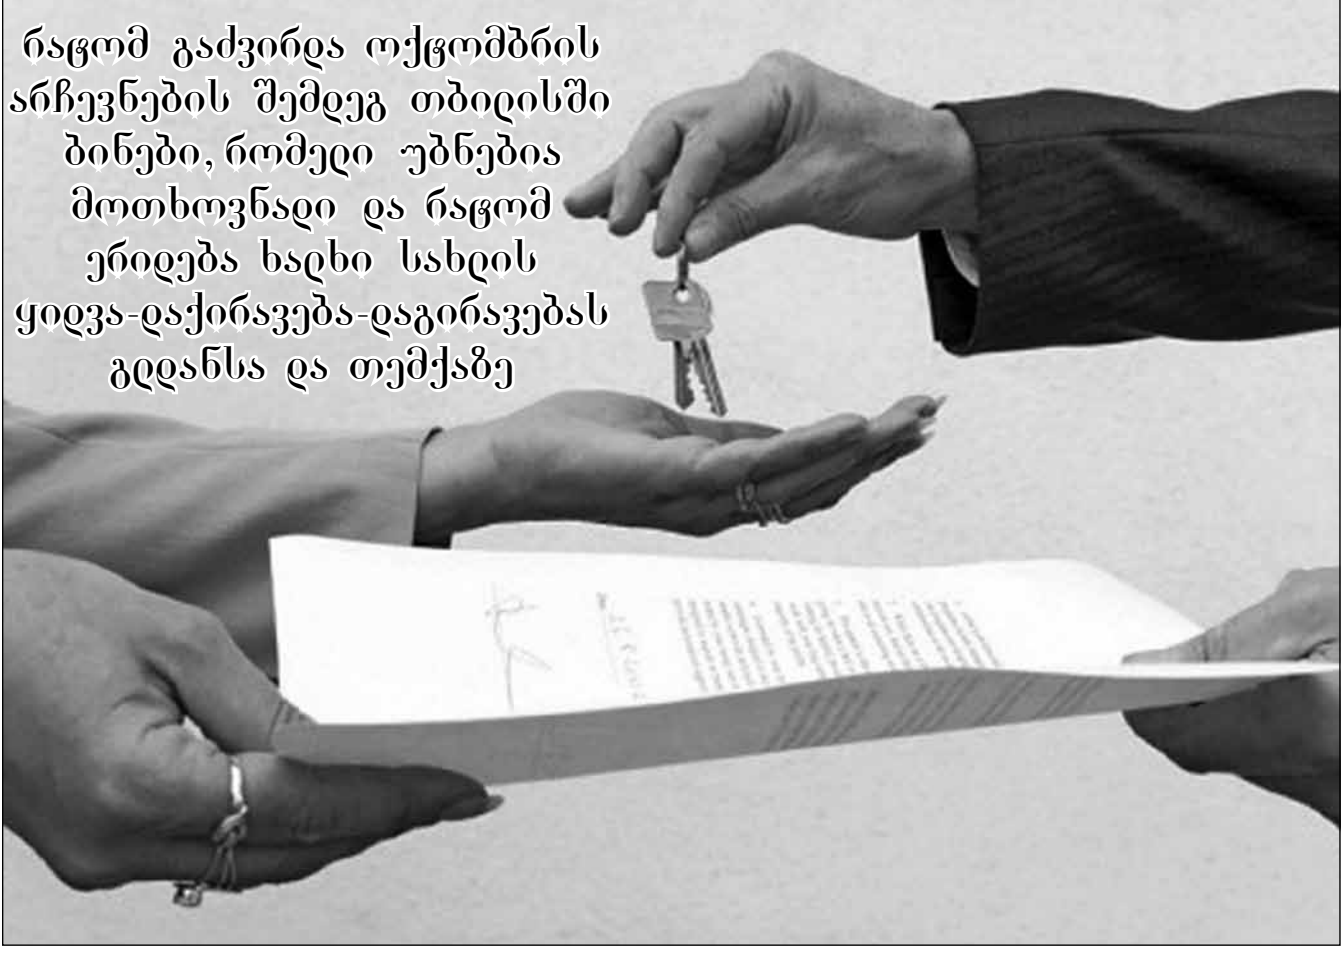 რატომ გაძვირდა ოქტომბრის
არჩევნების შემდეგ თბილისში
ბინები, რომელი უბნებია
მოთხოვნადი და რატომ
ერიდება ხალხი სახლის
ყიდვა-დაქირავება-დაგირავებას
გლდანსა და თემქაზე